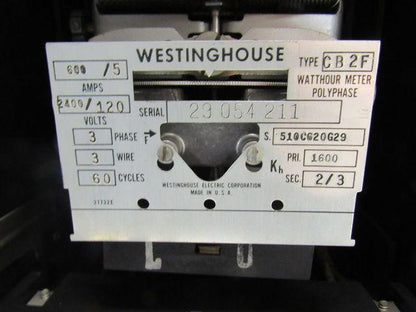 WESTINGHOUSE
600 / 5
AMPS
2400 / 120
VOLTS
3 PHASE
3 WIRE
60 CYCLES
TYPE CB2F
WATTHOUR METER
POLYPHASE
SERIAL 29 054 211
F
S. 510C620G29
Kh
PRI. 1600
SEC. 2/3
WESTINGHOUSE ELECTRIC CORPORATION
MADE IN U.S.A.
L O